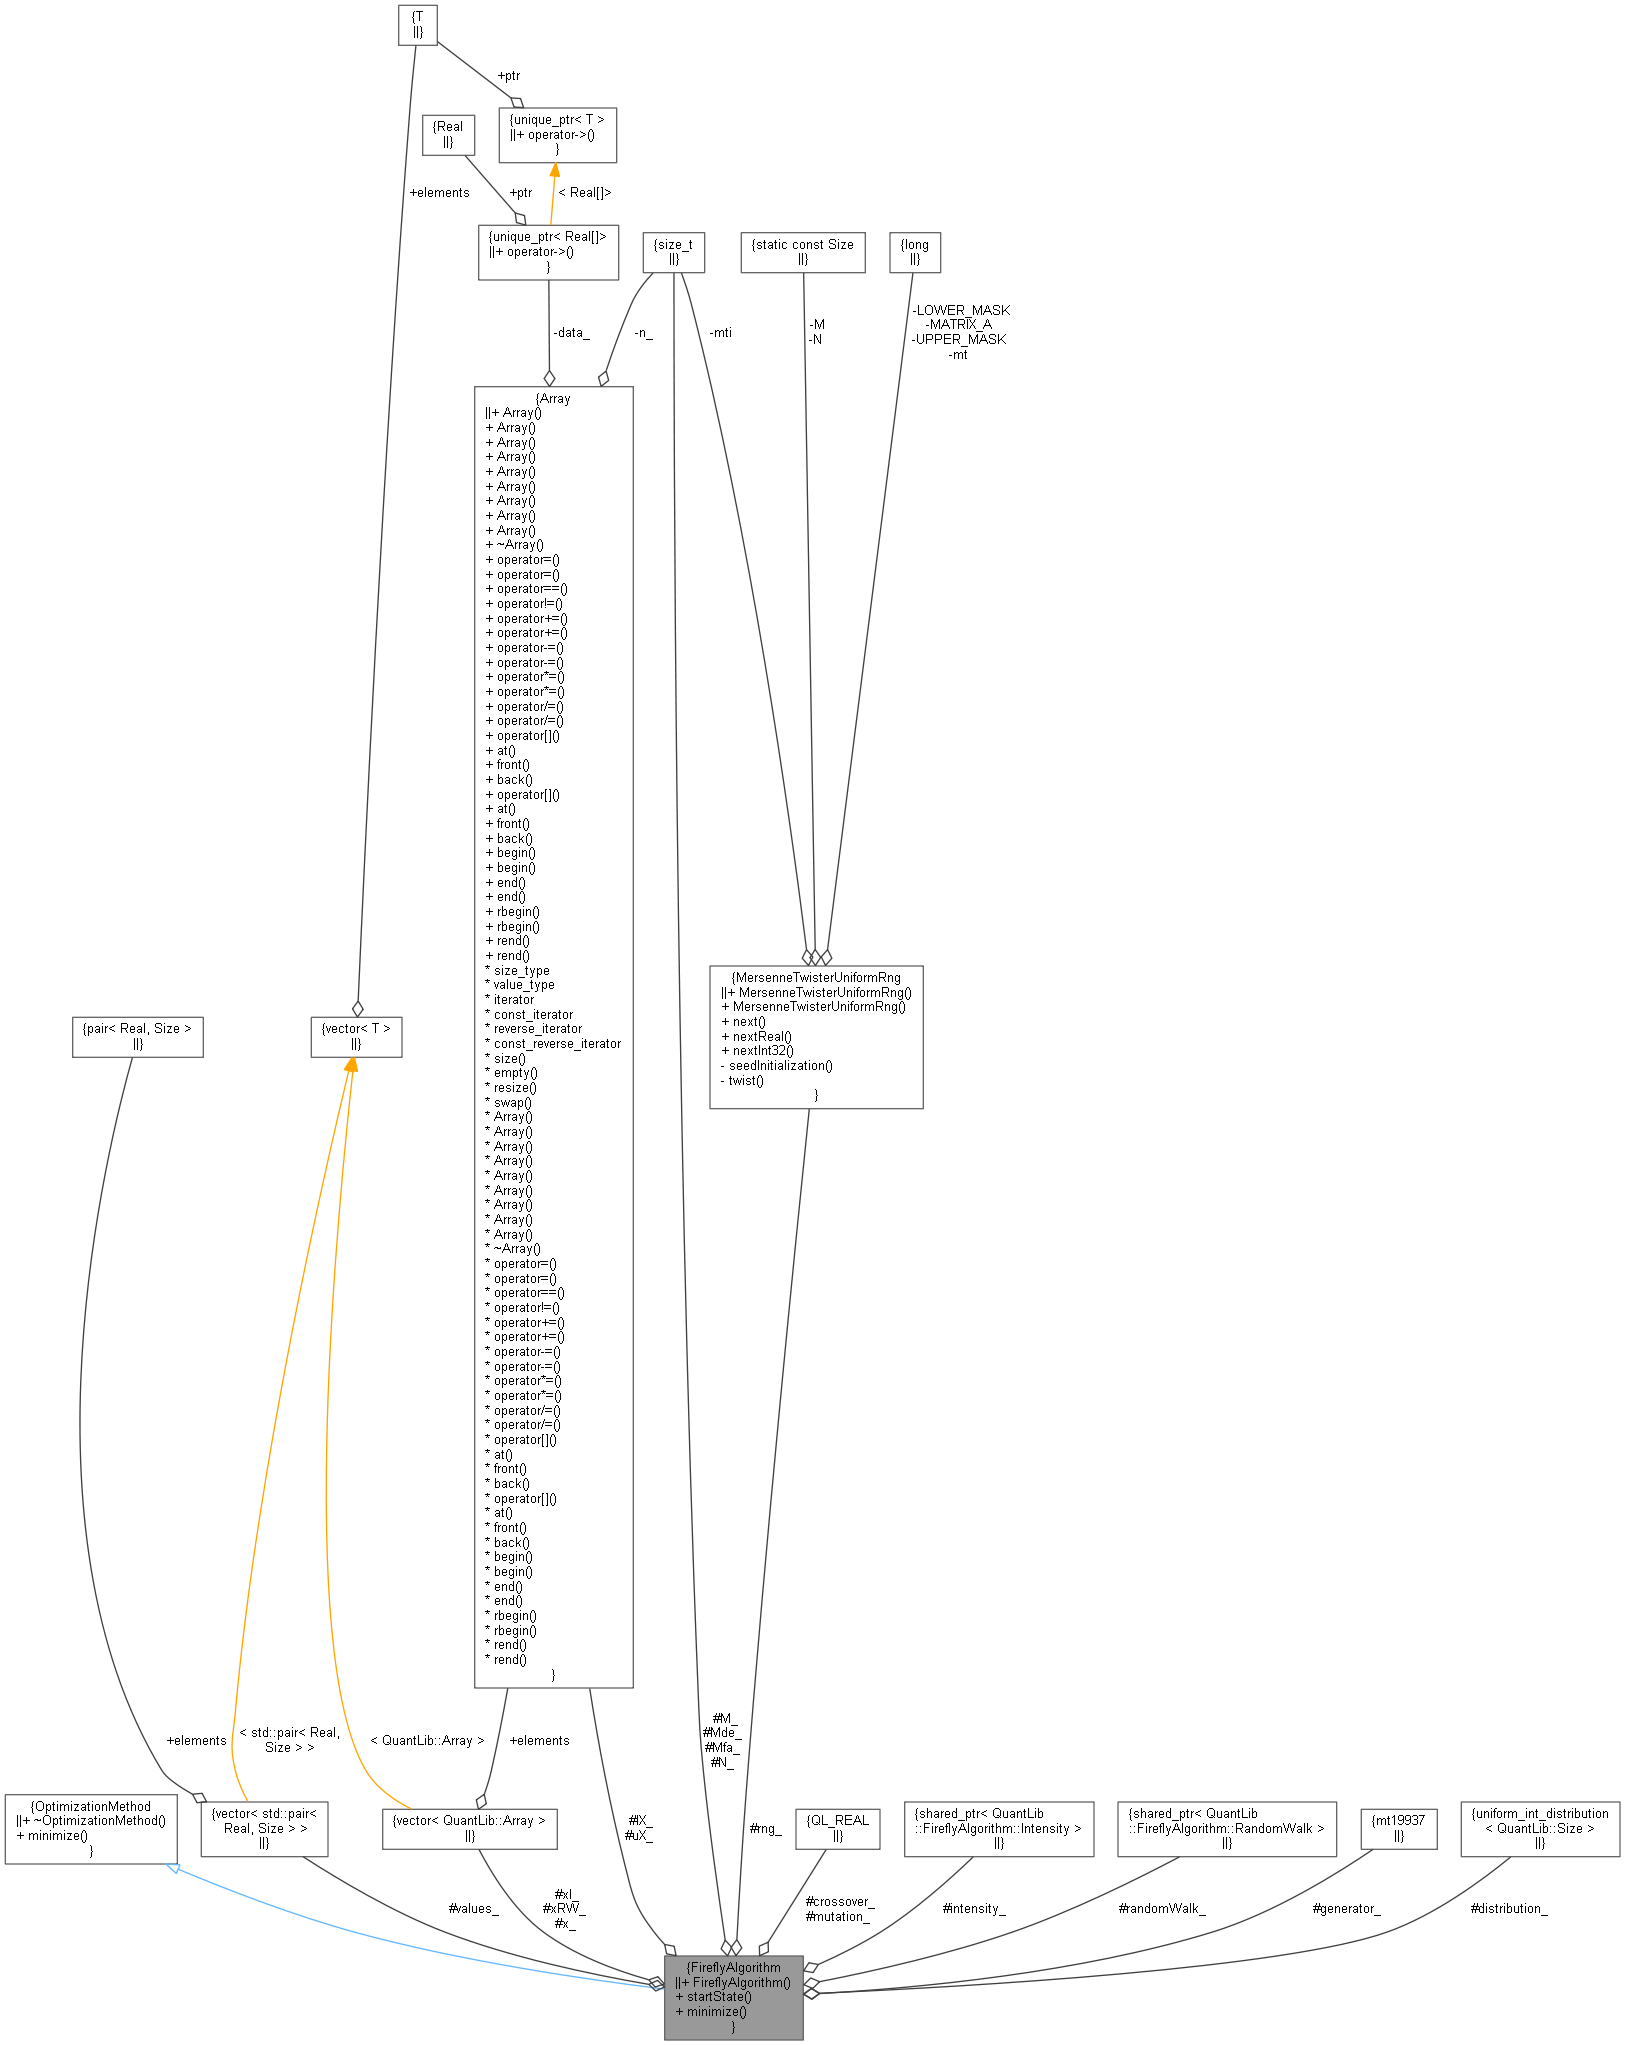 {T
||}
+ptr
{unique_ptr< T >
||+ operator->()
}
{Real
||}
+elements
+ptr
< Real[]>
{unique_ptr< Real[]>
||+ operator->()
}
{size_t
||}
{static const Size
||}
{long
||}
-data_
-n_
-mti
-M
-N
-LOWER_MASK
-MATRIX_A
-UPPER_MASK
-mt
{Array
||+ Array()
+ Array()
+ Array()
+ Array()
+ Array()
+ Array()
+ Array()
+ Array()
+ Array()
+ ~Array()
+ operator=()
+ operator=()
+ operator==()
+ operator!=()
+ operator+=()
+ operator+=()
+ operator-=()
+ operator-=()
+ operator*=()
+ operator*=()
+ operator/=()
+ operator/=()
+ operator[]()
+ at()
+ front()
+ back()
+ operator[]()
+ at()
+ front()
+ back()
+ begin()
+ begin()
+ end()
+ end()
+ rbegin()
+ rbegin()
+ rend()
+ rend()
* size_type
* value_type
* iterator
* const_iterator
* reverse_iterator
* const_reverse_iterator
* size()
* empty()
* resize()
* swap()
* Array()
* Array()
* Array()
* Array()
* Array()
* Array()
* Array()
* Array()
* Array()
* ~Array()
* operator=()
* operator=()
* operator==()
* operator!=()
* operator+=()
* operator+=()
* operator-=()
* operator-=()
* operator*=()
* operator*=()
* operator/=()
* operator/=()
* operator[]()
* at()
* front()
* back()
* operator[]()
* at()
* front()
* back()
* begin()
* begin()
* end()
* end()
* rbegin()
* rbegin()
* rend()
* rend()
}
{MersenneTwisterUniformRng
||+ MersenneTwisterUniformRng()
+ MersenneTwisterUniformRng()
+ next()
+ nextReal()
+ nextInt32()
- seedInitialization()
- twist()
}
{pair< Real, Size >
||}
{vector< T >
||}
+elements
< std::pair< Real,
Size > >
< QuantLib::Array >
+elements
#M_
#Mde_
#Mfa_
#N_
{OptimizationMethod
||+ ~OptimizationMethod()
+ minimize()
}
{vector< std::pair<
Real, Size > >
||}
{vector< QuantLib::Array >
||}
#lX_
#uX_
#rng_
{QL_REAL
||}
{shared_ptr< QuantLib
::FireflyAlgorithm::Intensity >
||}
{shared_ptr< QuantLib
::FireflyAlgorithm::RandomWalk >
||}
{mt19937
||}
{uniform_int_distribution
< QuantLib::Size >
||}
#values_
#xI_
#xRW_
#x_
#crossover_
#mutation_
#intensity_
#randomWalk_
#generator_
#distribution_
{FireflyAlgorithm
||+ FireflyAlgorithm()
+ startState()
+ minimize()
}